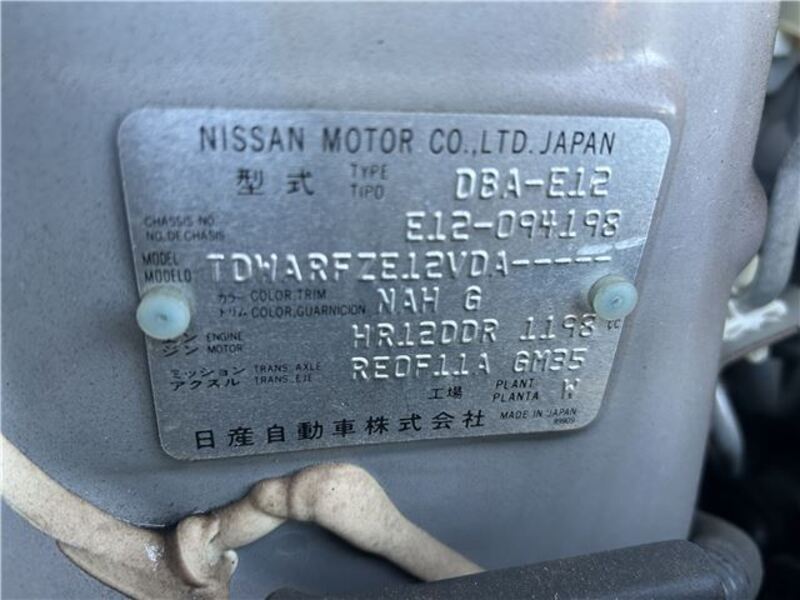 NISSAN MOTOR CO.,LTD. JAPAN
型式 TYPE TIPO DBA-E12
CHASSIS NO. NO. DE CHASIS E12-094198
MODEL MODELO TDWARFZE12VDA-----
カラー COLOR,TRIM トリム COLOR,GUARNICION NAH G
ン ENGINE ジン MOTOR HR12DDR 1198 cc
ミッション TRANS. AXLE アクスル TRANS. EJE RE0F11A GM35
工場 PLANT PLANTA W
日産自動車株式会社 MADE IN JAPAN